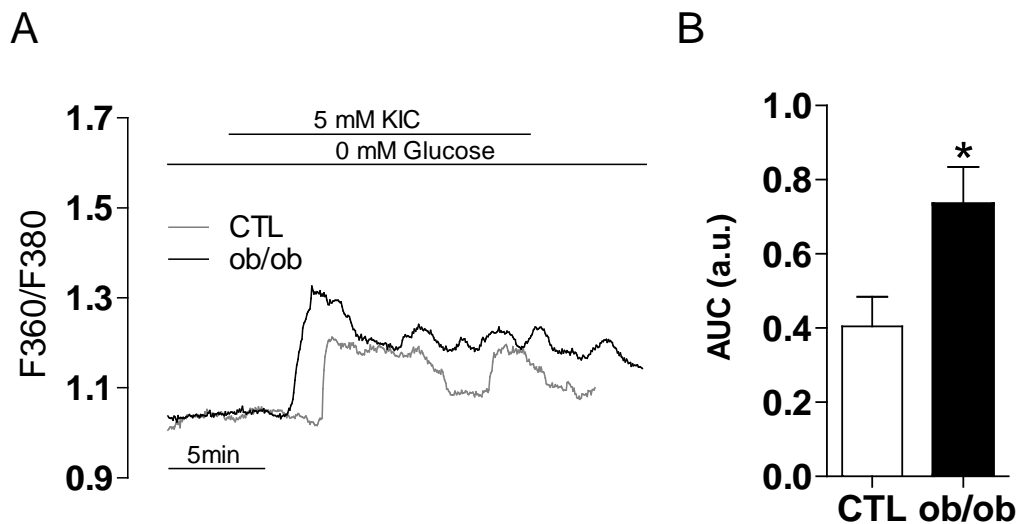 A
1.7
1.5
1.3
1.1
0.9
F360/F380
5 mM KIC
0 mM Glucose
CTL
ob/ob
5min
B
1.0
0.8
0.6
0.4
0.2
0.0
AUC (a.u.)
*
CTL ob/ob